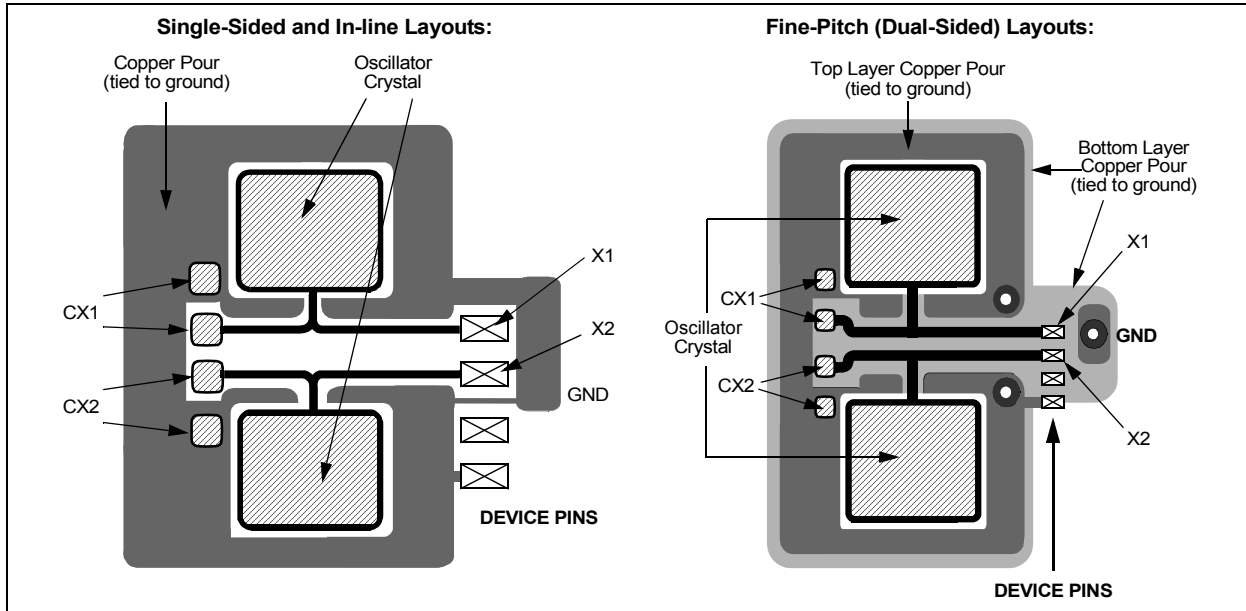 Single-Sided and In-line Layouts:
Copper Pour
(tied to ground)
Oscillator
Crystal
X1
CX1
X2
CX2
GND
DEVICE PINS
Fine-Pitch (Dual-Sided) Layouts:
Top Layer Copper Pour
(tied to ground)
Bottom Layer
Copper Pour
(tied to ground)
X1
CX1
Oscillator
Crystal
GND
CX2
X2
DEVICE PINS